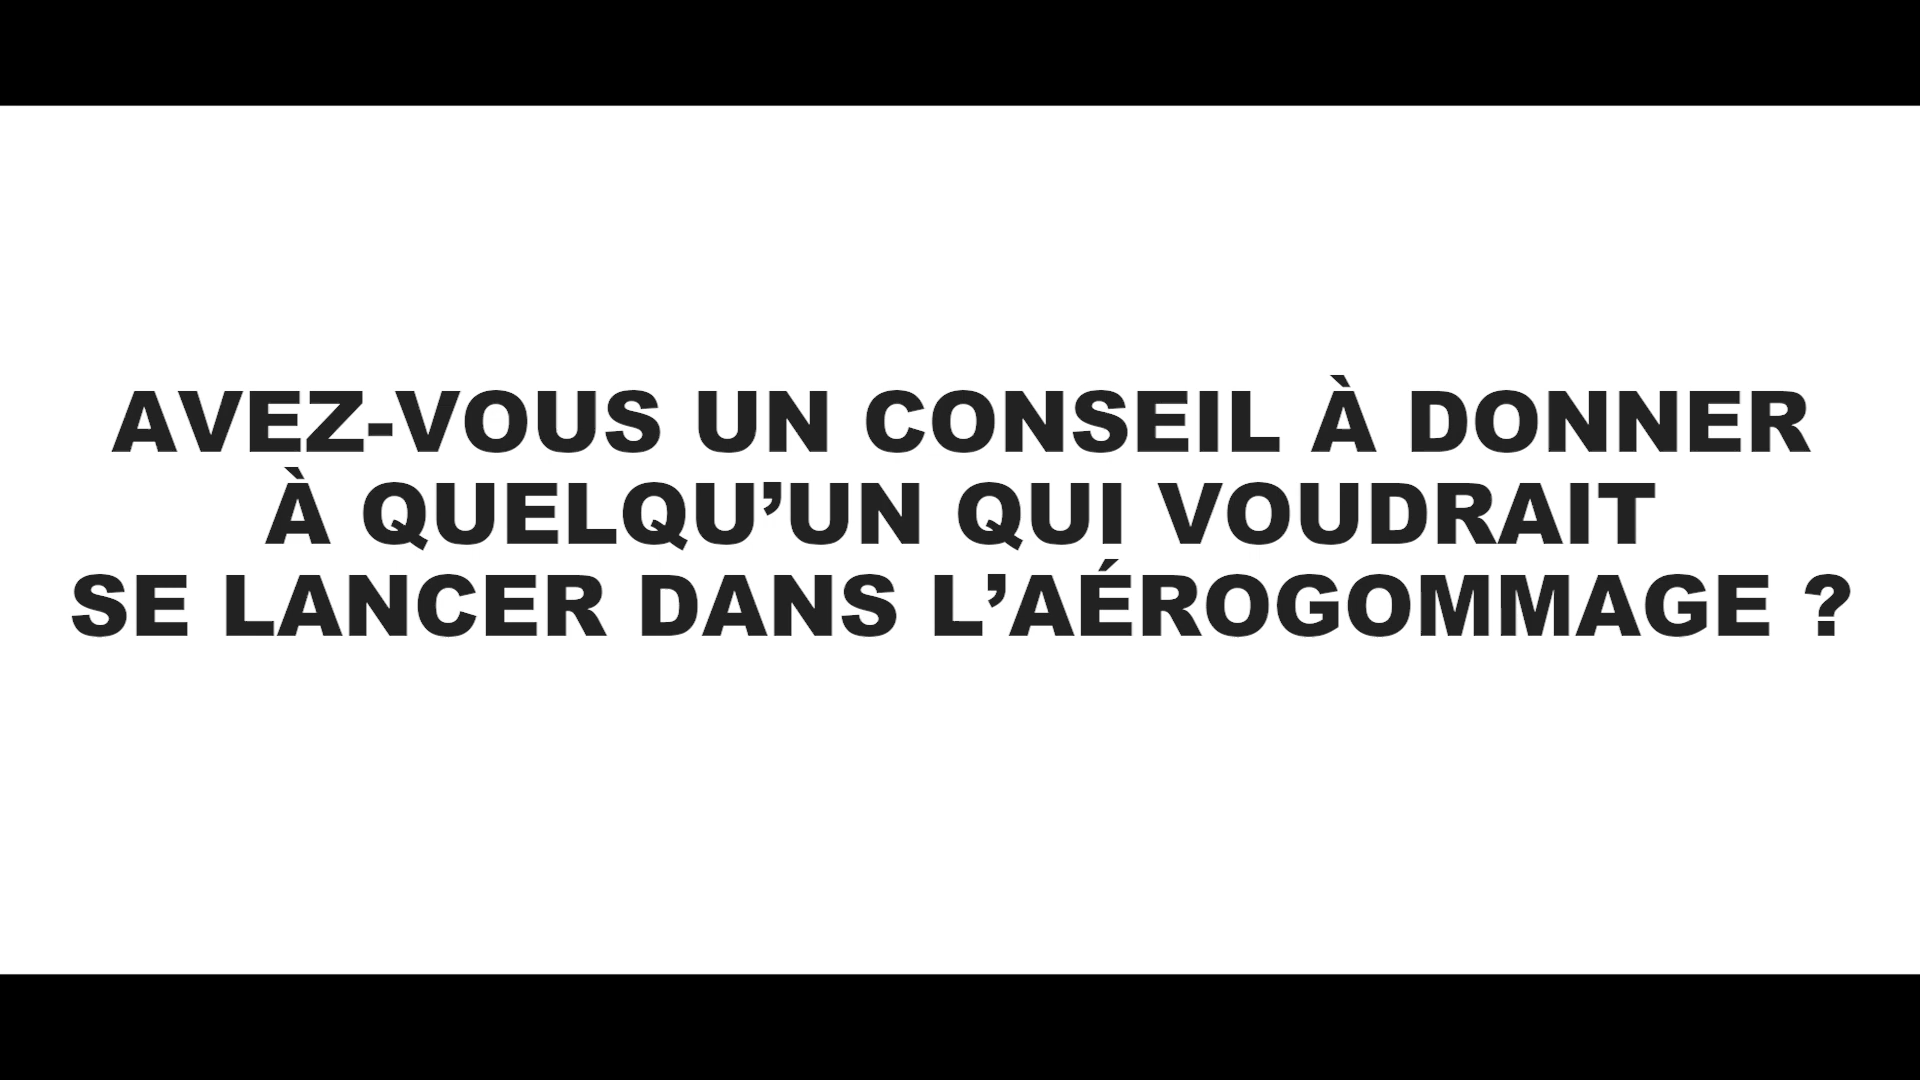 AVEZ-VOUS UN CONSEIL À DONNER
À QUELQU’UN QUI VOUDRAIT
SE LANCER DANS L’AÉROGOMMAGE ?